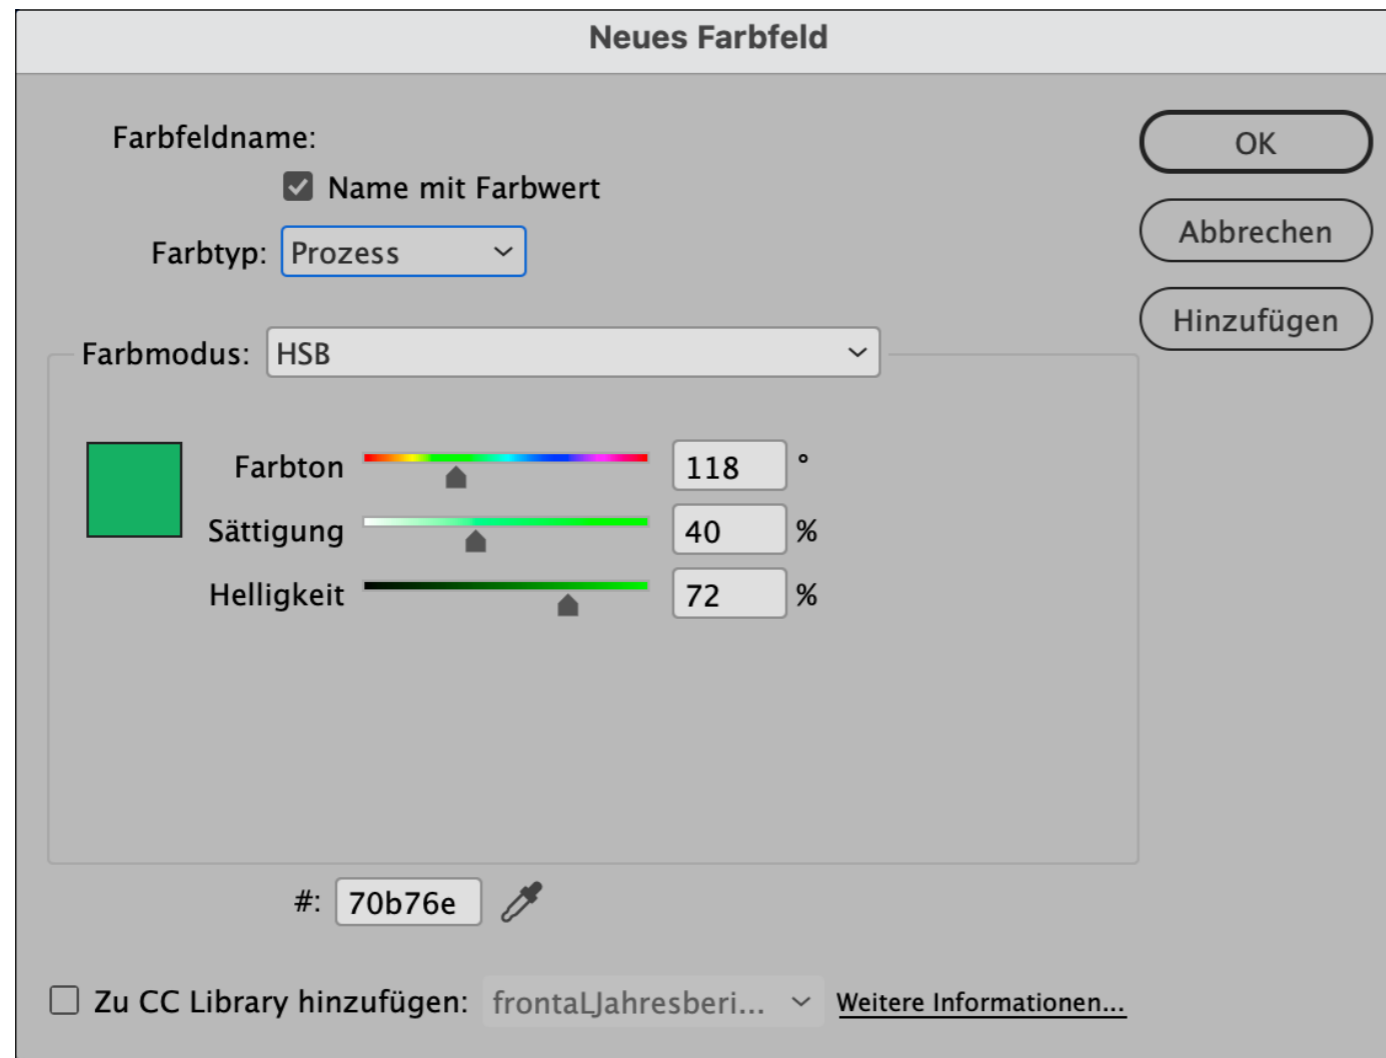 Neues Farbfeld
Farbfeldname:
Name mit Farbwert
Farbtyp: Prozess
Farbmodus: HSB
Farbton 118 °
Sättigung 40 %
Helligkeit 72 %
OK
Abbrechen
Hinzufügen
#: 70b76e
Zu CC Library hinzufügen: frontaLJahresberi... Weitere Informationen...